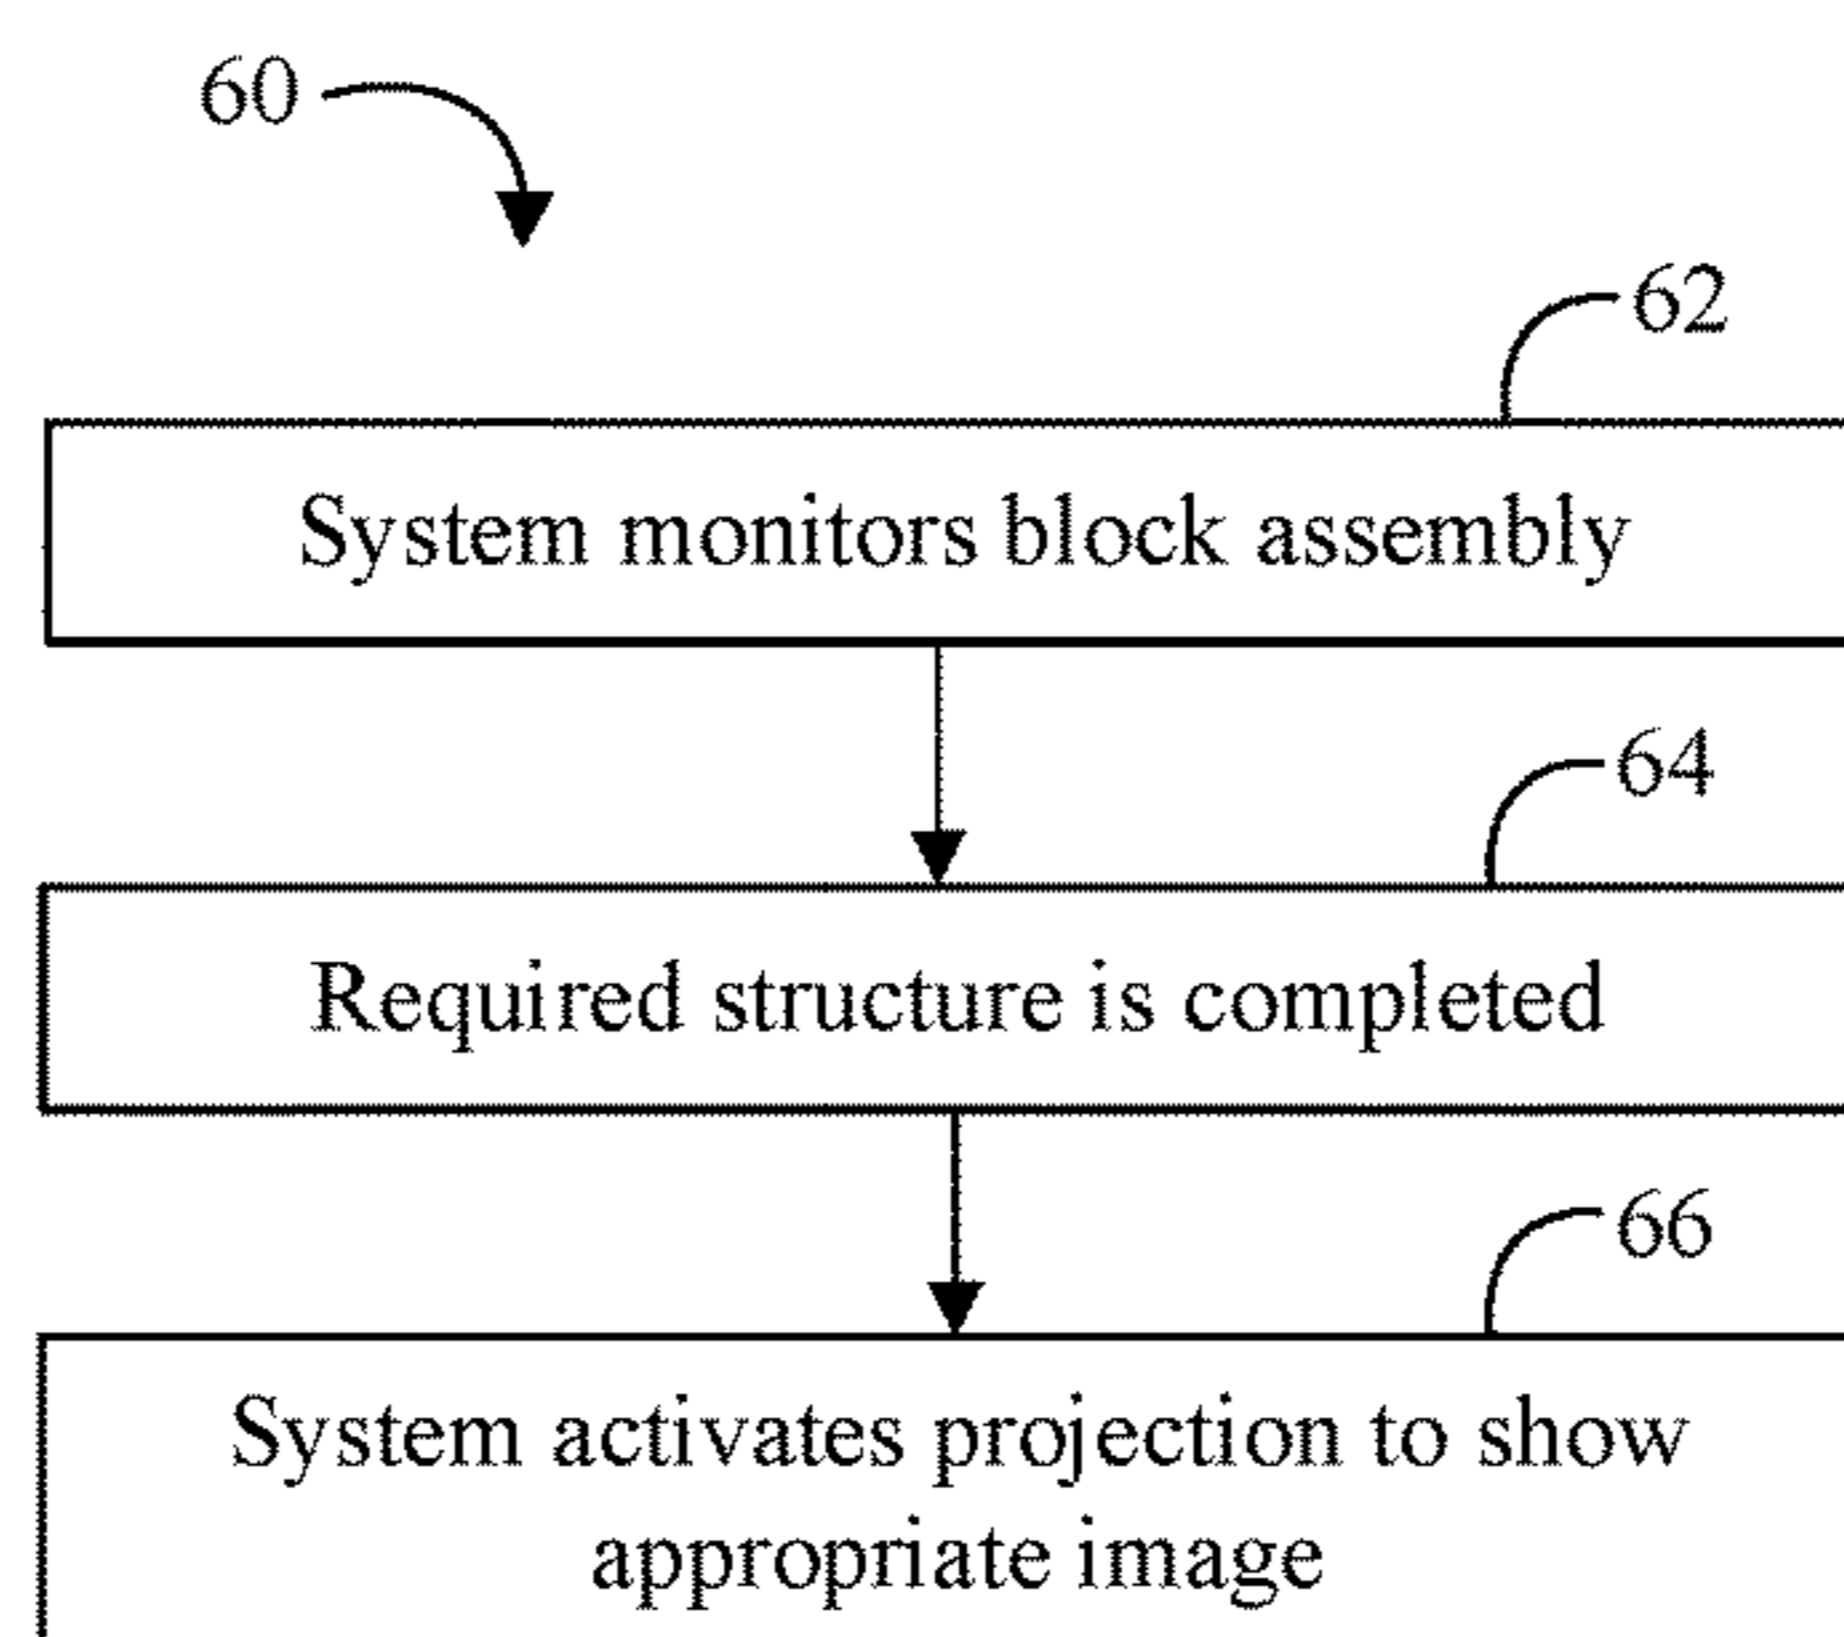 60
62
System monitors block assembly
64
Required structure is completed
66
System activates projection to show
appropriate image